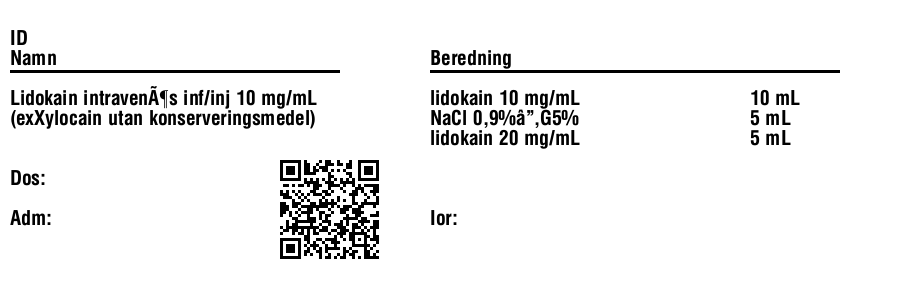 ID
Namn
Beredning
Lidokain intravenÃ¶s inf/inj 10 mg/mL
(exXylocain utan konserveringsmedel)
lidokain 10 mg/mL 10 mL
NaCl 0,9%â”‚G5% 5 mL
lidokain 20 mg/mL 5 mL
Dos:
Adm:
Ior: